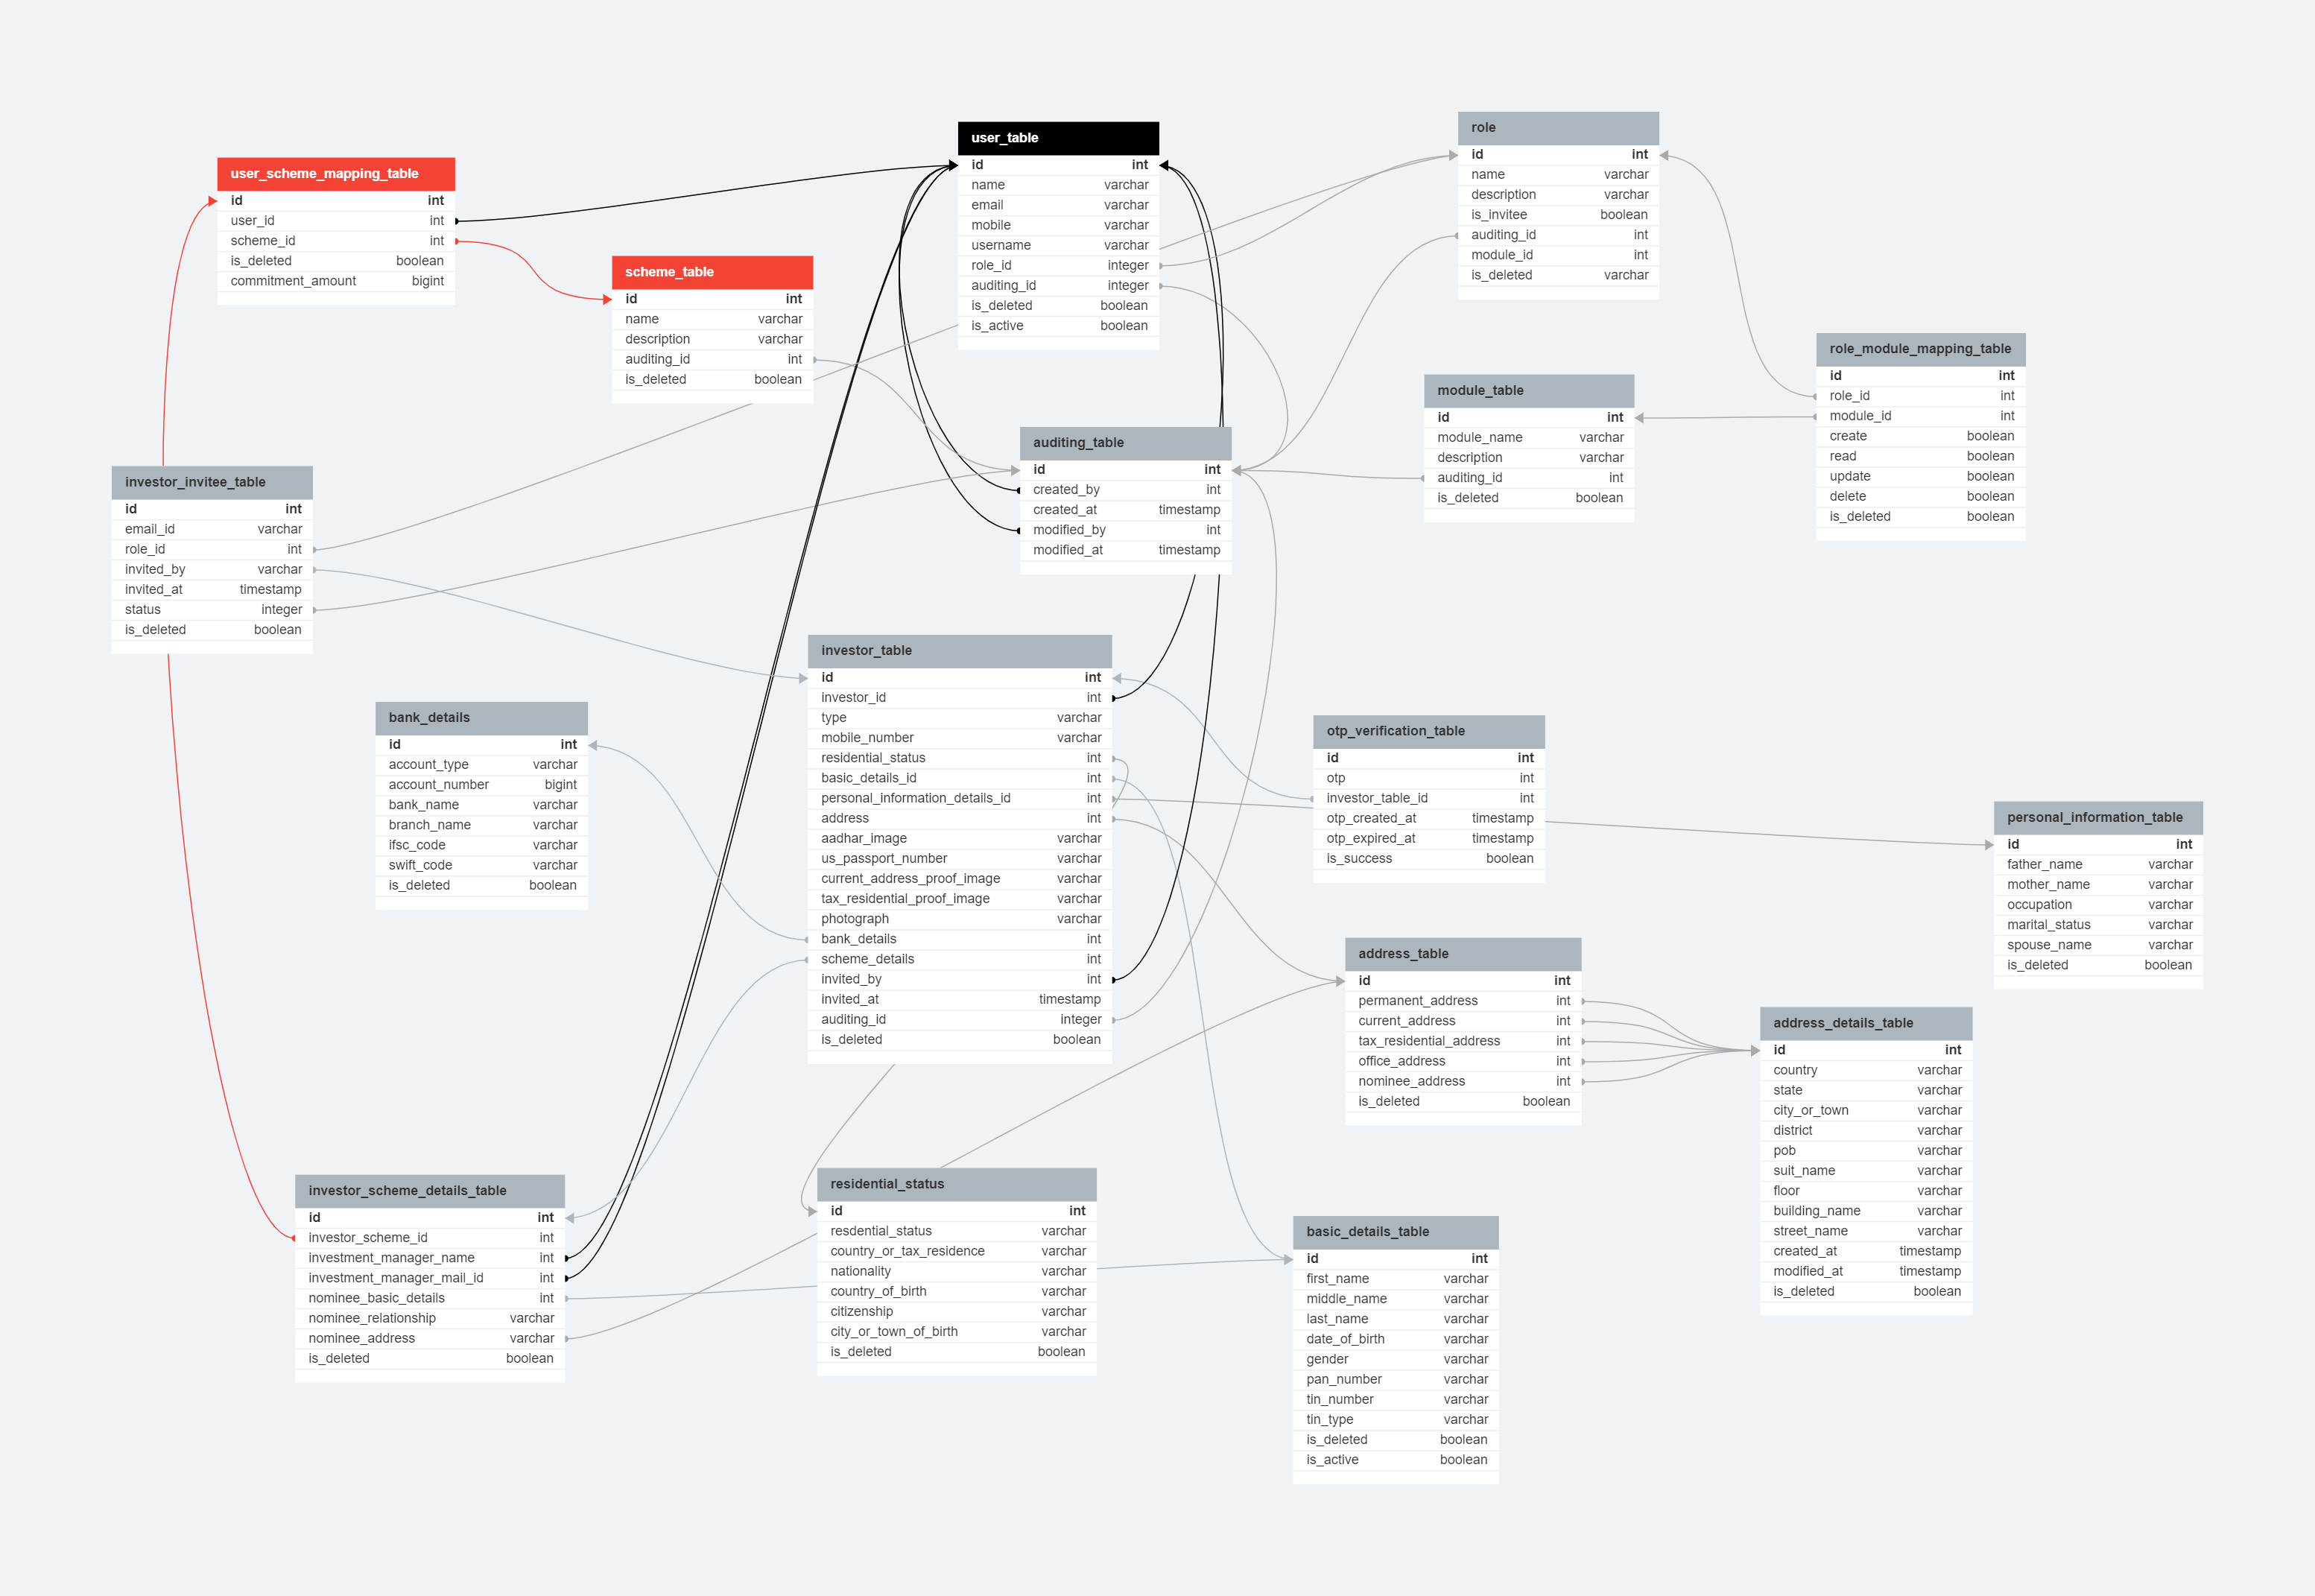 user_table
id int
name varchar
email varchar
mobile varchar
username varchar
role_id integer
auditing_id integer
is_deleted boolean
is_active boolean
role
id int
name varchar
description varchar
is_invitee boolean
auditing_id int
module_id int
is_deleted varchar
user_scheme_mapping_table
id int
user_id int
scheme_id int
is_deleted boolean
commitment_amount bigint
scheme_table
id int
name varchar
description varchar
auditing_id int
is_deleted boolean
role_module_mapping_table
id int
role_id int
module_id int
create boolean
read boolean
update boolean
delete boolean
is_deleted boolean
module_table
id int
module_name varchar
description varchar
auditing_id int
is_deleted boolean
auditing_table
id int
created_by int
created_at timestamp
modified_by int
modified_at timestamp
investor_invitee_table
id int
email_id varchar
role_id int
invited_by varchar
invited_at timestamp
status integer
is_deleted boolean
investor_table
id int
investor_id int
type varchar
mobile_number varchar
residential_status int
basic_details_id int
personal_information_details_id int
address int
aadhar_image varchar
us_passport_number varchar
current_address_proof_image varchar
tax_residential_proof_image varchar
photograph varchar
bank_details int
scheme_details int
invited_by int
invited_at timestamp
auditing_id integer
is_deleted boolean
bank_details
id int
account_type varchar
account_number bigint
bank_name varchar
branch_name varchar
ifsc_code varchar
swift_code varchar
is_deleted boolean
otp_verification_table
id int
otp int
investor_table_id int
otp_created_at timestamp
otp_expired_at timestamp
is_success boolean
personal_information_table
id int
father_name varchar
mother_name varchar
occupation varchar
marital_status varchar
spouse_name varchar
is_deleted boolean
address_table
id int
permanent_address int
current_address int
tax_residential_address int
office_address int
nominee_address int
is_deleted boolean
address_details_table
id int
country varchar
state varchar
city_or_town varchar
district varchar
pob varchar
suit_name varchar
floor varchar
building_name varchar
street_name varchar
created_at timestamp
modified_at timestamp
is_deleted boolean
investor_scheme_details_table
id int
investor_scheme_id int
investment_manager_name int
investment_manager_mail_id int
nominee_basic_details int
nominee_relationship varchar
nominee_address varchar
is_deleted boolean
residential_status
id int
resdential_status varchar
country_or_tax_residence varchar
nationality varchar
country_of_birth varchar
citizenship varchar
city_or_town_of_birth varchar
is_deleted boolean
basic_details_table
id int
first_name varchar
middle_name varchar
last_name varchar
date_of_birth varchar
gender varchar
pan_number varchar
tin_number varchar
tin_type varchar
is_deleted boolean
is_active boolean